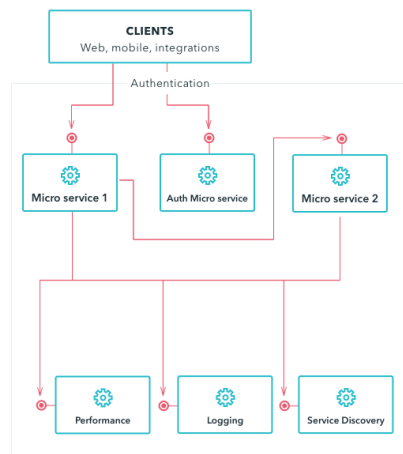 CLIENTS
Web, mobile, integrations
Authentication
Micro service 1
Auth Micro service
Micro service 2
Performance
Logging
Service Discovery